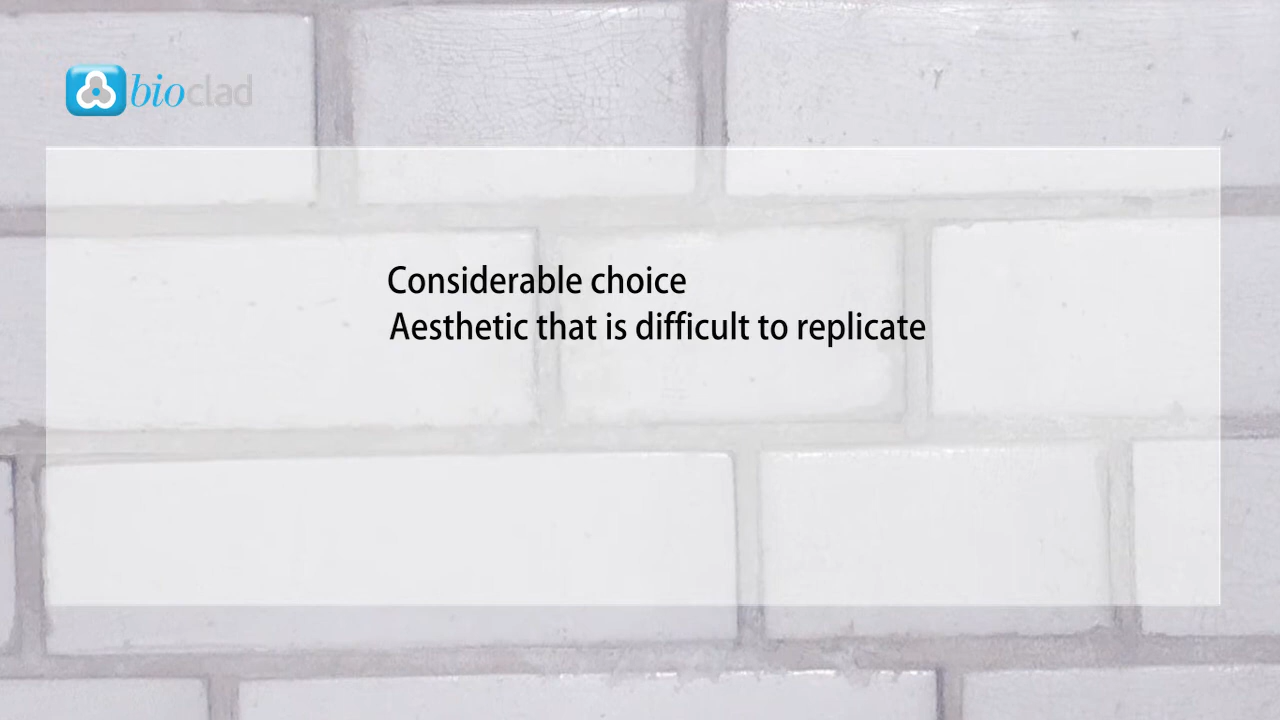 bioclad
Considerable choice
Aesthetic that is difficult to replicate